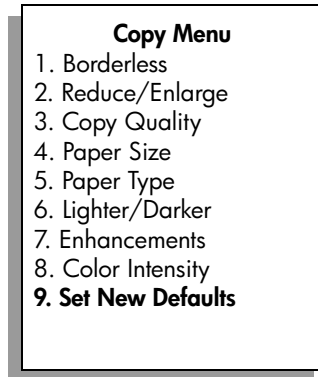 Copy Menu
1. Borderless
2. Reduce/Enlarge
3. Copy Quality
4. Paper Size
5. Paper Type
6. Lighter/Darker
7. Enhancements
8. Color Intensity
9. Set New Defaults